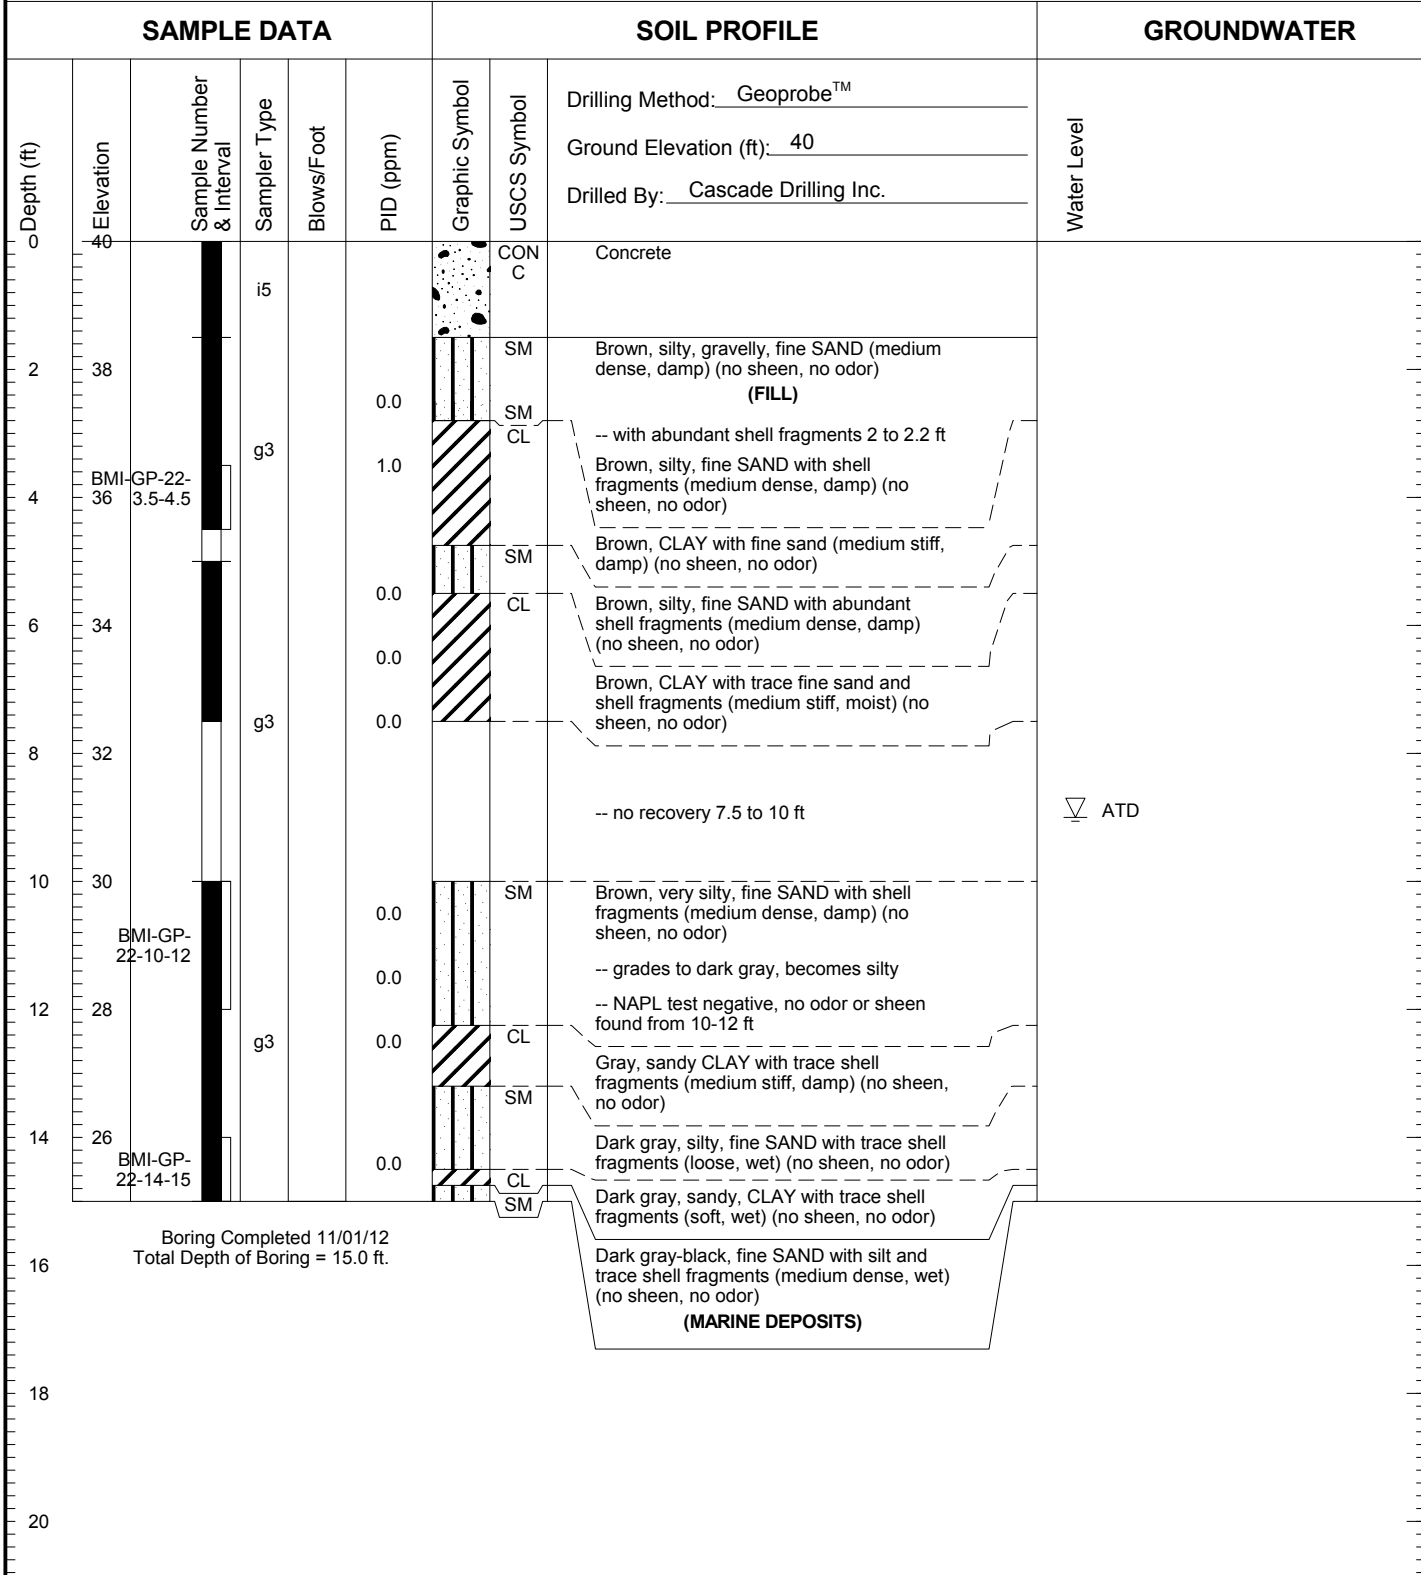 SAMPLE DATA
SOIL PROFILE
GROUNDWATER
Depth (ft)
Elevation
Sample Number
& Interval
Sampler Type
Blows/Foot
PID (ppm)
Graphic Symbol
USCS Symbol
Drilling Method: Geoprobe™
Ground Elevation (ft): 40
Drilled By: Cascade Drilling Inc.
Water Level
0
40
i5
CON
C
Concrete
2
38
0.0
SM
Brown, silty, gravelly, fine SAND (medium
dense, damp) (no sheen, no odor)
(FILL)
SM
CL
-- with abundant shell fragments 2 to 2.2 ft
g3
1.0
Brown, silty, fine SAND with shell
fragments (medium dense, damp) (no
sheen, no odor)
BMI-GP-22-
3.5-4.5
4
36
SM
Brown, CLAY with fine sand (medium stiff,
damp) (no sheen, no odor)
0.0
CL
Brown, silty, fine SAND with abundant
shell fragments (medium dense, damp)
(no sheen, no odor)
6
34
0.0
Brown, CLAY with trace fine sand and
shell fragments (medium stiff, moist) (no
sheen, no odor)
g3
0.0
8
32
-- no recovery 7.5 to 10 ft
ATD
10
30
SM
Brown, very silty, fine SAND with shell
fragments (medium dense, damp) (no
sheen, no odor)
0.0
BMI-GP-
22-10-12
0.0
-- grades to dark gray, becomes silty
12
28
-- NAPL test negative, no odor or sheen
found from 10-12 ft
g3
0.0
CL
Gray, sandy CLAY with trace shell
fragments (medium stiff, damp) (no sheen,
no odor)
SM
14
26
Dark gray, silty, fine SAND with trace shell
fragments (loose, wet) (no sheen, no odor)
BMI-GP-
22-14-15
0.0
CL
SM
Dark gray, sandy, CLAY with trace shell
fragments (soft, wet) (no sheen, no odor)
Boring Completed 11/01/12
Total Depth of Boring = 15.0 ft.
16
Dark gray-black, fine SAND with silt and
trace shell fragments (medium dense, wet)
(no sheen, no odor)
(MARINE DEPOSITS)
18
20